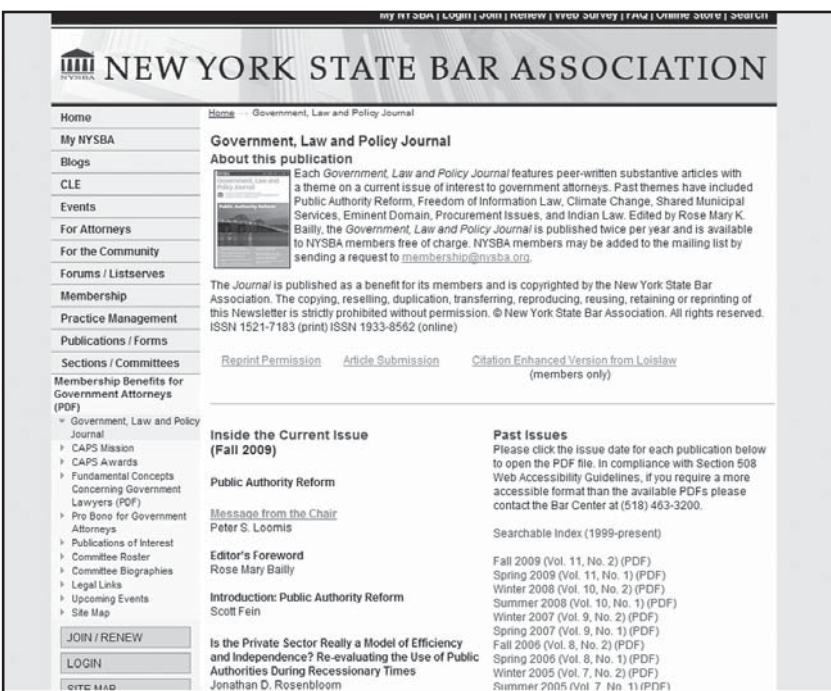 My NYSBA | Login | Join | Renew | Web Survey | FAQ | Online Store | Search
NYSBA
NEW YORK STATE BAR ASSOCIATION
Home
My NYSBA
Blogs
CLE
Events
For Attorneys
For the Community
Forums / Listserves
Membership
Practice Management
Publications / Forms
Sections / Committees
Membership Benefits for
Government Attorneys
(PDF)
Government, Law and Policy
Journal
CAPS Mission
CAPS Awards
Fundamental Concepts
Concerning Government
Lawyers (PDF)
Pro Bono for Government
Attorneys
Publications of Interest
Committee Roster
Committee Biographies
Legal Links
Upcoming Events
Site Map
JOIN / RENEW
LOGIN
SITE MAP
Home → Government, Law and Policy Journal
Government, Law and Policy Journal
About this publication
Government, Law and
Policy Journal
Public Authority Reform
Each Government, Law and Policy Journal features peer-written substantive articles with
a theme on a current issue of interest to government attorneys. Past themes have included
Public Authority Reform, Freedom of Information Law, Climate Change, Shared Municipal
Services, Eminent Domain, Procurement Issues, and Indian Law. Edited by Rose Mary K.
Bailly, the Government, Law and Policy Journal is published twice per year and is available
to NYSBA members free of charge. NYSBA members may be added to the mailing list by
sending a request to membership@nysba.org.
The Journal is published as a benefit for its members and is copyrighted by the New York State Bar
Association. The copying, reselling, duplication, transferring, reproducing, reusing, retaining or reprinting of
this Newsletter is strictly prohibited without permission. © New York State Bar Association. All rights reserved.
ISSN 1521-7183 (print) ISSN 1933-8562 (online)
Reprint Permission Article Submission Citation Enhanced Version from Loislaw
(members only)
Inside the Current Issue
(Fall 2009)
Public Authority Reform
Message from the Chair
Peter S. Loomis
Editor's Foreword
Rose Mary Bailly
Introduction: Public Authority Reform
Scott Fein
Is the Private Sector Really a Model of Efficiency
and Independence? Re-evaluating the Use of Public
Authorities During Recessionary Times
Jonathan D. Rosenbloom
Past Issues
Please click the issue date for each publication below
to open the PDF file. In compliance with Section 508
Web Accessibility Guidelines, if you require a more
accessible format than the available PDFs please
contact the Bar Center at (518) 463-3200.
Searchable Index (1999-present)
Fall 2009 (Vol. 11, No. 2) (PDF)
Spring 2009 (Vol. 11, No. 1) (PDF)
Winter 2008 (Vol. 10, No. 2) (PDF)
Summer 2008 (Vol. 10, No. 1) (PDF)
Winter 2007 (Vol. 9, No. 2) (PDF)
Spring 2007 (Vol. 9, No. 1) (PDF)
Fall 2006 (Vol. 8, No. 2) (PDF)
Spring 2006 (Vol. 8, No. 1) (PDF)
Winter 2005 (Vol. 7, No. 2) (PDF)
Summer 2005 (Vol. 7, No. 1) (PDF)